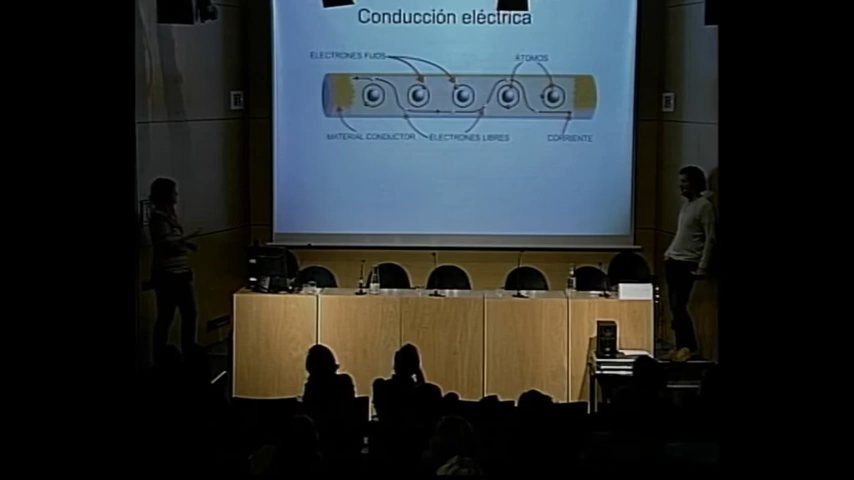 Conducción eléctrica
ELECTRONES FIJOS
ÁTOMOS
MATERIAL CONDUCTOR
ELECTRONES LIBRES
CORRIENTE